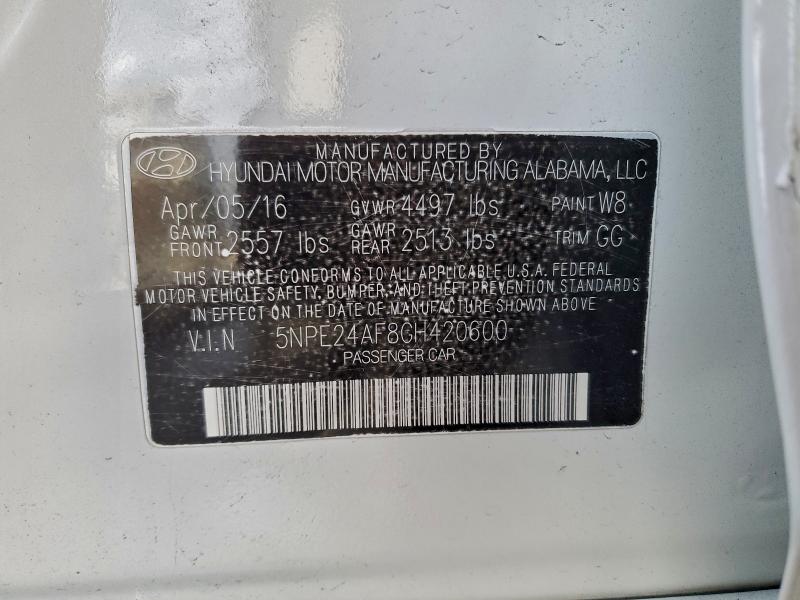 MANUFACTURED BY
HYUNDAI MOTOR MANUFACTURING ALABAMA, LLC
Apr/05/16 GVWR 4497 lbs PAINT W8
GAWR FRONT 2557 lbs GAWR REAR 2513 lbs TRIM GG
THIS VEHICLE CONFORMS TO ALL APPLICABLE U.S.A. FEDERAL
MOTOR VEHICLE SAFETY, BUMPER, AND THEFT PREVENTION STANDARDS
IN EFFECT ON THE DATE OF MANUFACTURE SHOWN ABOVE
V.I.N 5NPE24AF8GH420600
PASSENGER CAR